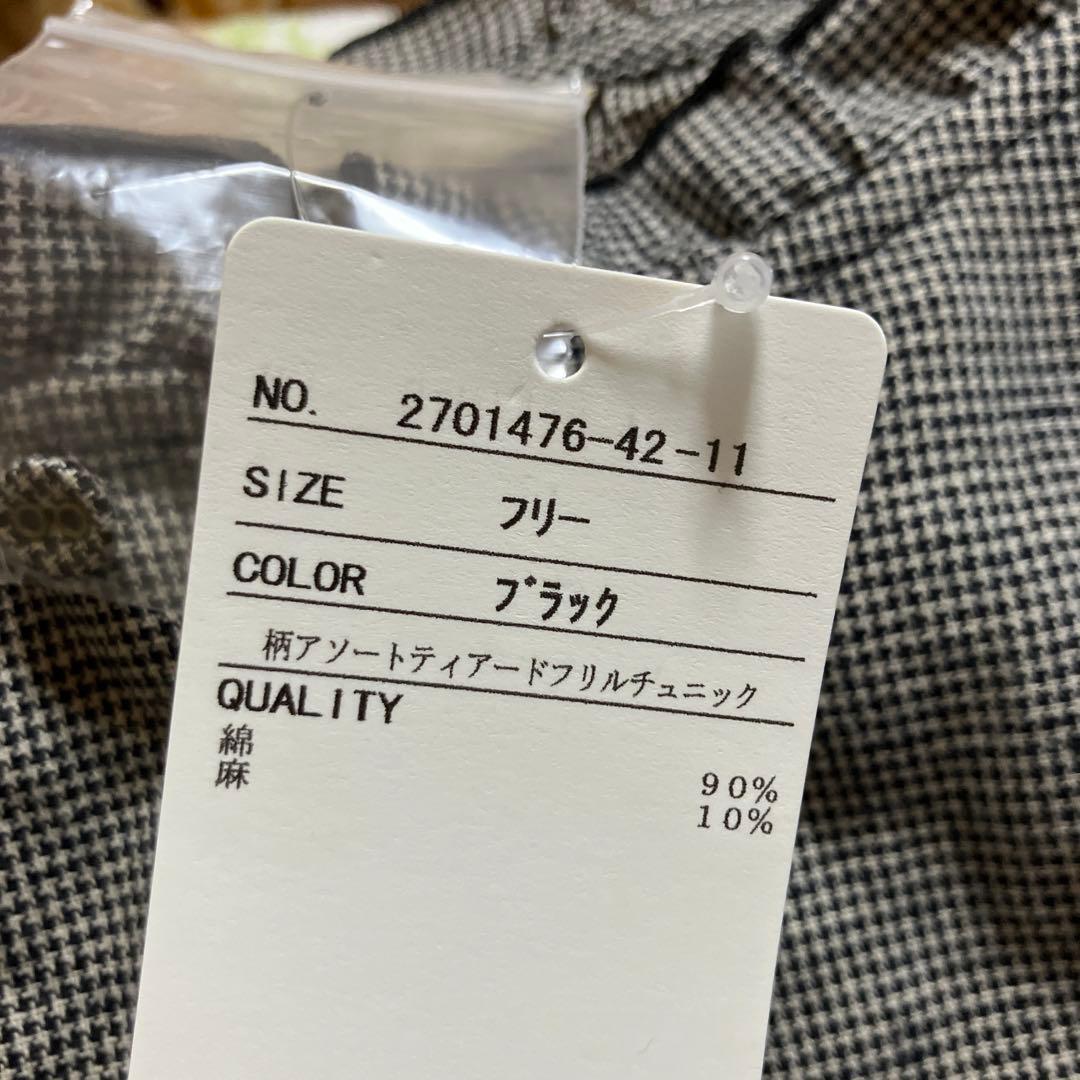 NO. 2701476-42-11
SIZE フリー
COLOR ブラック
柄アソートティアードフリルチュニック
QUALITY
綿 90%
麻 10%